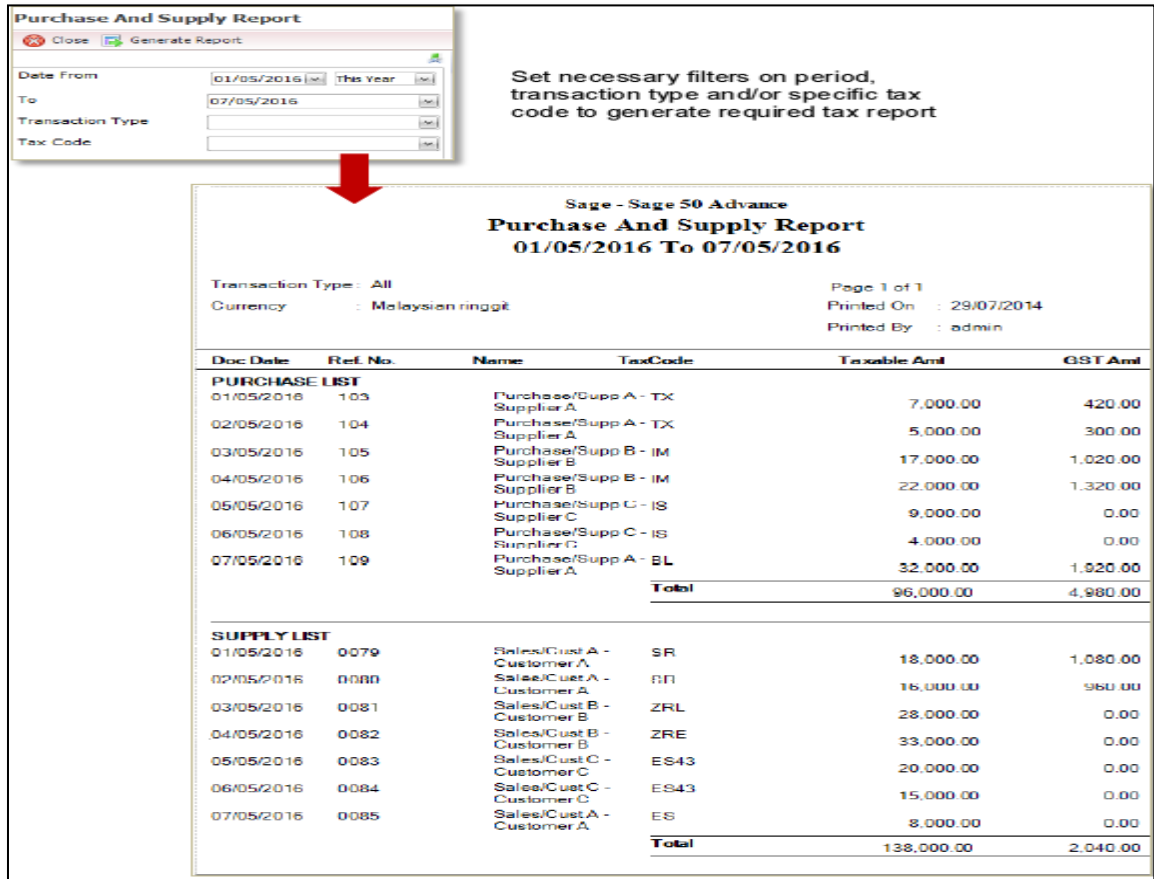 Purchase And Supply Report
Close Generate Report
Date From 01/05/2016 This Year
To 07/05/2016
Transaction Type
Tax Code
Set necessary filters on period,
transaction type and/or specific tax
code to generate required tax report
Sage - Sage 50 Advance
Purchase And Supply Report
01/05/2016 To 07/05/2016
Transaction Type : All Page 1 of 1
Currency : Malaysian ringgit Printed On : 29/07/2014
Printed By : admin
Doc Date Ref. No. Name TaxCode Taxable Amt GST Amt
PURCHASE LIST
01/05/2016 103 Purchase/Supp A - TX
Supplier A 7,000.00 420.00
02/05/2016 104 Purchase/Supp A - TX
Supplier A 5,000.00 300.00
03/05/2016 105 Purchase/Supp B - IM
Supplier B 17,000.00 1,020.00
04/05/2016 106 Purchase/Supp B - IM
Supplier B 22,000.00 1,320.00
05/05/2016 107 Purchase/Supp C - IS
Supplier C 9,000.00 0.00
06/05/2016 108 Purchase/Supp C - IS
Supplier C 4,000.00 0.00
07/05/2016 109 Purchase/Supp A - BL
Supplier A 32,000.00 1,920.00
Total 96,000.00 4,980.00
SUPPLY LIST
01/05/2016 0079 Sales/Cust A - SR
Customer A 18,000.00 1,080.00
02/05/2016 0080 Sales/Cust A - SR
Customer A 16,000.00 960.00
03/05/2016 0081 Sales/Cust B - ZRL
Customer B 28,000.00 0.00
04/05/2016 0082 Sales/Cust B - ZRE
Customer B 33,000.00 0.00
05/05/2016 0083 Sales/Cust C - ES43
Customer C 20,000.00 0.00
06/05/2016 0084 Sales/Cust C - ES43
Customer C 15,000.00 0.00
07/05/2016 0085 Sales/Cust A - ES
Customer A 8,000.00 0.00
Total 138,000.00 2,040.00